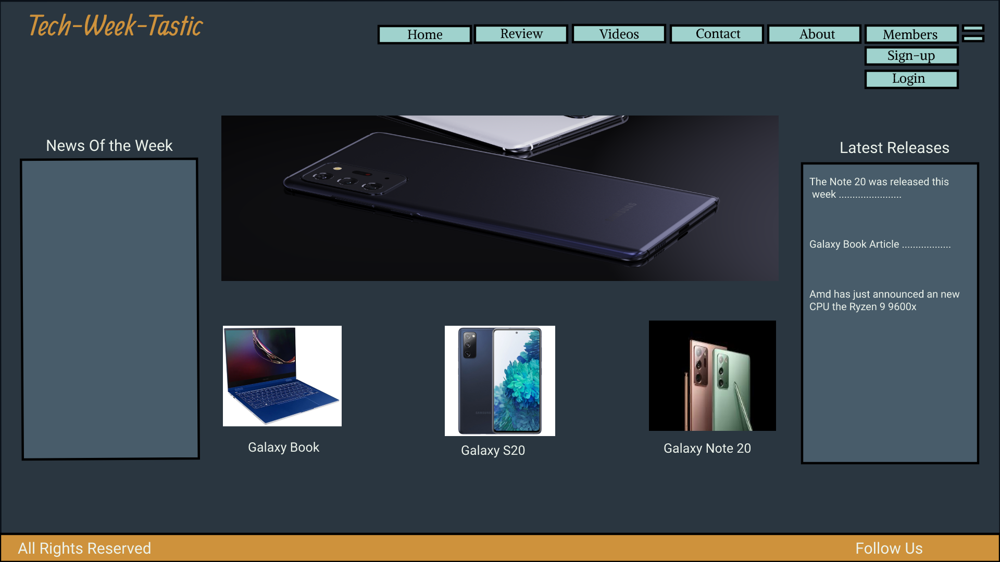 Tech-Week-Tastic
Home
Review
Videos
Contact
About
Members
Sign-up
Login
News Of the Week
Latest Releases
The Note 20 was released this
week .......................
Galaxy Book Article ..................
Amd has just announced an new
CPU the Ryzen 9 9600x
SAMSUNG
Galaxy Book
Galaxy S20
Galaxy Note 20
All Rights Reserved
Follow Us